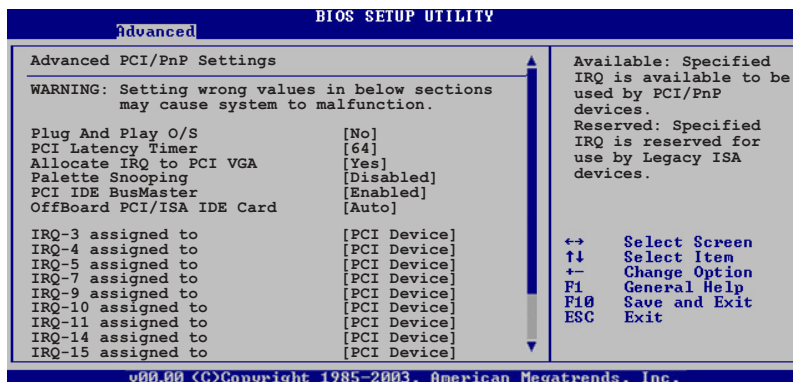 BIOS SETUP UTILITY
Advanced
Advanced PCI/PnP Settings
WARNING: Setting wrong values in below sections
may cause system to malfunction.
Plug And Play O/S [No]
PCI Latency Timer [64]
Allocate IRQ to PCI VGA [Yes]
Palette Snooping [Disabled]
PCI IDE BusMaster [Enabled]
OffBoard PCI/ISA IDE Card [Auto]
IRQ-3 assigned to [PCI Device]
IRQ-4 assigned to [PCI Device]
IRQ-5 assigned to [PCI Device]
IRQ-7 assigned to [PCI Device]
IRQ-9 assigned to [PCI Device]
IRQ-10 assigned to [PCI Device]
IRQ-11 assigned to [PCI Device]
IRQ-14 assigned to [PCI Device]
IRQ-15 assigned to [PCI Device]
Available: Specified
IRQ is available to be
used by PCI/PnP
devices.
Reserved: Specified
IRQ is reserved for
use by Legacy ISA
devices.
←→ Select Screen
↑↓ Select Item
+- Change Option
F1 General Help
F10 Save and Exit
ESC Exit
v00.00 (C)Copyright 1985-2003, American Megatrends, Inc.